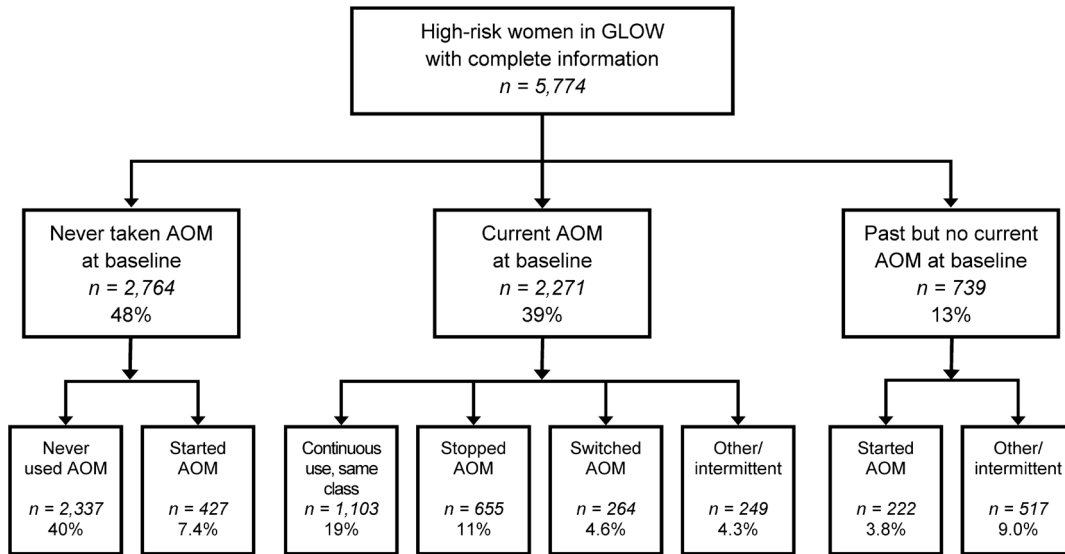 High-risk women in GLOW
with complete information
n = 5,774
Never taken AOM
at baseline
n = 2,764
48%
Current AOM
at baseline
n = 2,271
39%
Past but no current
AOM at baseline
n = 739
13%
Never
used AOM
n = 2,337
40%
Started
AOM
n = 427
7.4%
Continuous
use, same
class
n = 1,103
19%
Stopped
AOM
n = 655
11%
Switched
AOM
n = 264
4.6%
Other/
intermittent
n = 249
4.3%
Started
AOM
n = 222
3.8%
Other/
intermittent
n = 517
9.0%